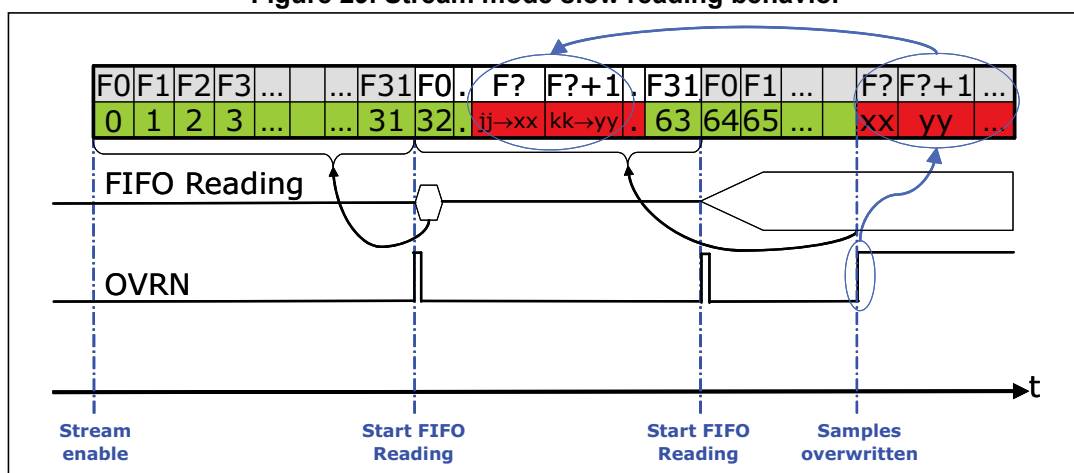 Figure 29. Stream mode slow reading behavior
F0 F1 F2 F3 ... ... F31 F0 . F? F?+1 . F31 F0 F1 ... F? F?+1 ...
0 1 2 3 ... ... 31 32 . jj→xx kk→yy . 63 64 65 ... xx yy ...
FIFO Reading
OVRN
t
Stream
enable
Start FIFO
Reading
Start FIFO
Reading
Samples
overwritten